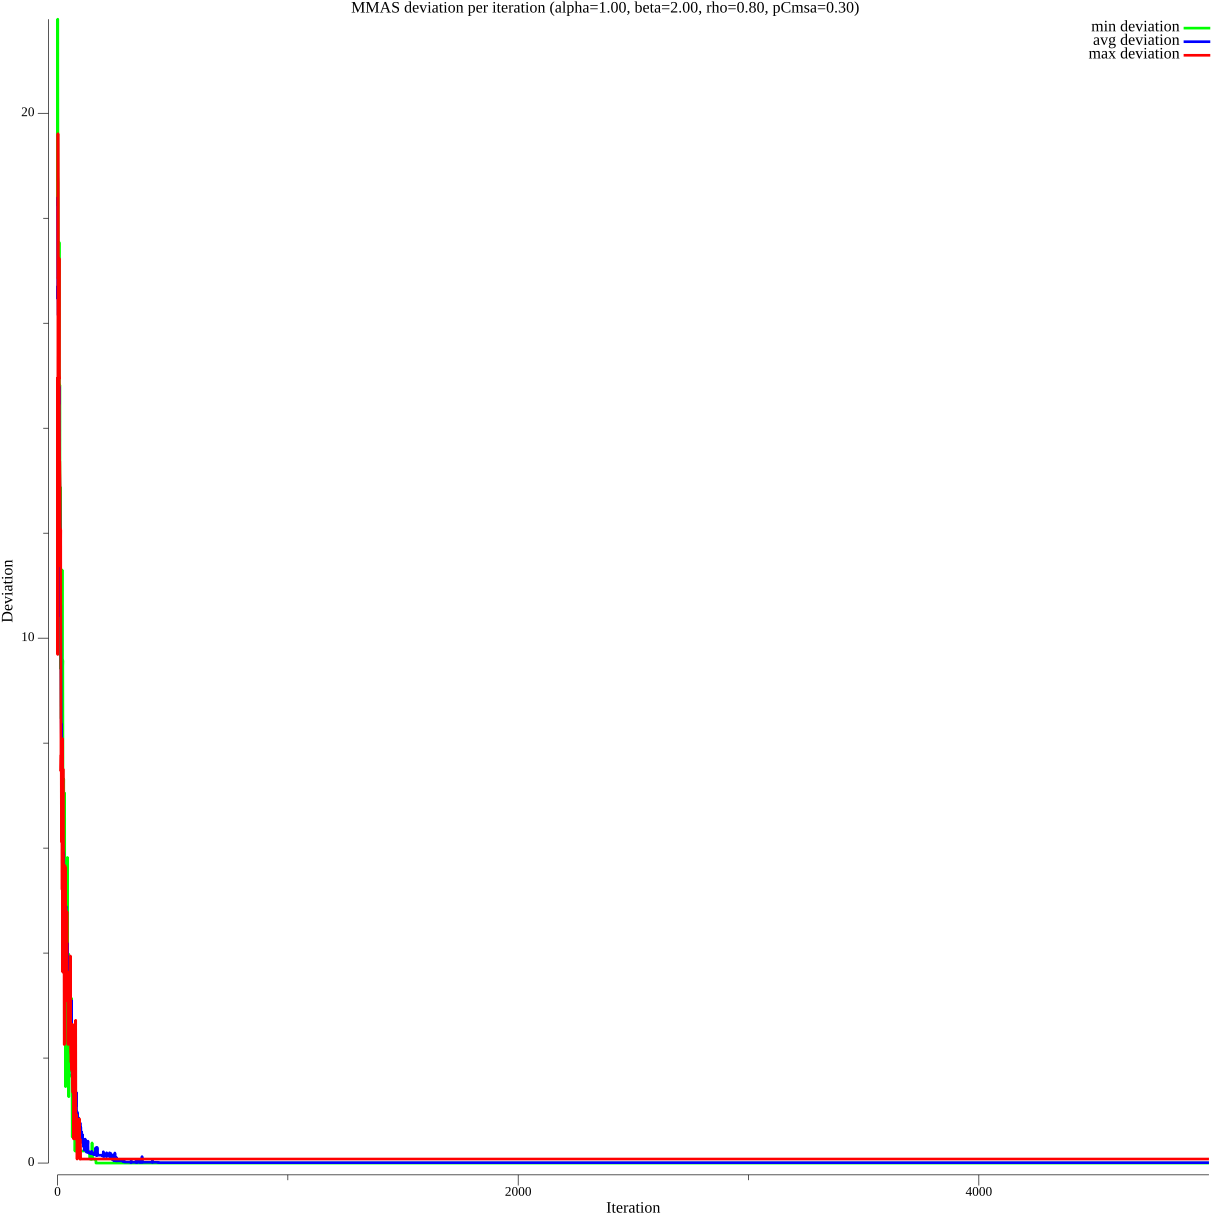 MMAS deviation per iteration (alpha=1.00, beta=2.00, rho=0.80, pCmsa=0.30)
min deviation
avg deviation
max deviation
20
10
0
Deviation
0
2000
4000
Iteration